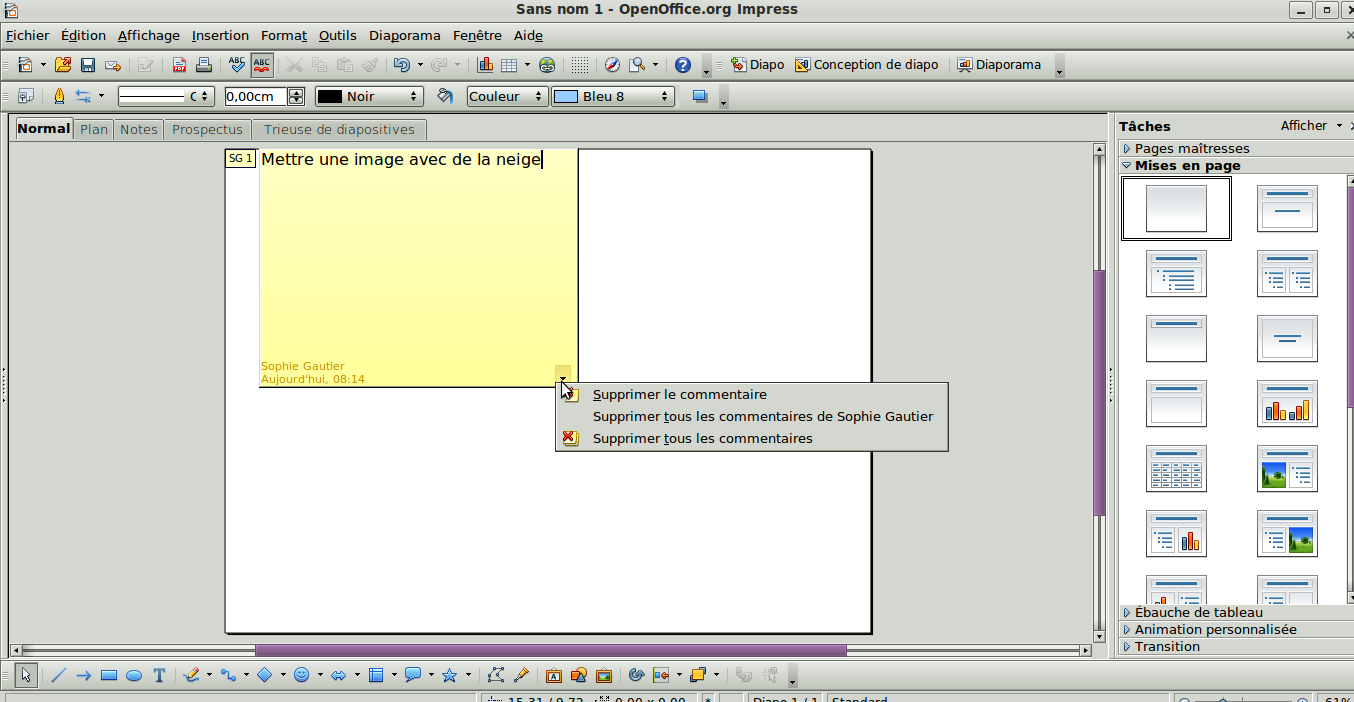 Sans nom 1 - OpenOffice.org Impress
Fichier Édition Affichage Insertion Format Outils Diaporama Fenêtre Aide
PDF ABC ABC Diapo Conception de diapo Diaporama
C 0,00cm Noir Couleur Bleu 8
Normal Plan Notes Prospectus Trieuse de diapositives
SG 1 Mettre une image avec de la neige
Sophie Gautier
Aujourd'hui, 08:14
Supprimer le commentaire
Supprimer tous les commentaires de Sophie Gautier
Supprimer tous les commentaires
Tâches Afficher
Pages maîtresses
Mises en page
Ébauche de tableau
Animation personnalisée
Transition
15,31 / 9,72 0,00 x 0,00 * Diapo 1 / 1 Standard 61%